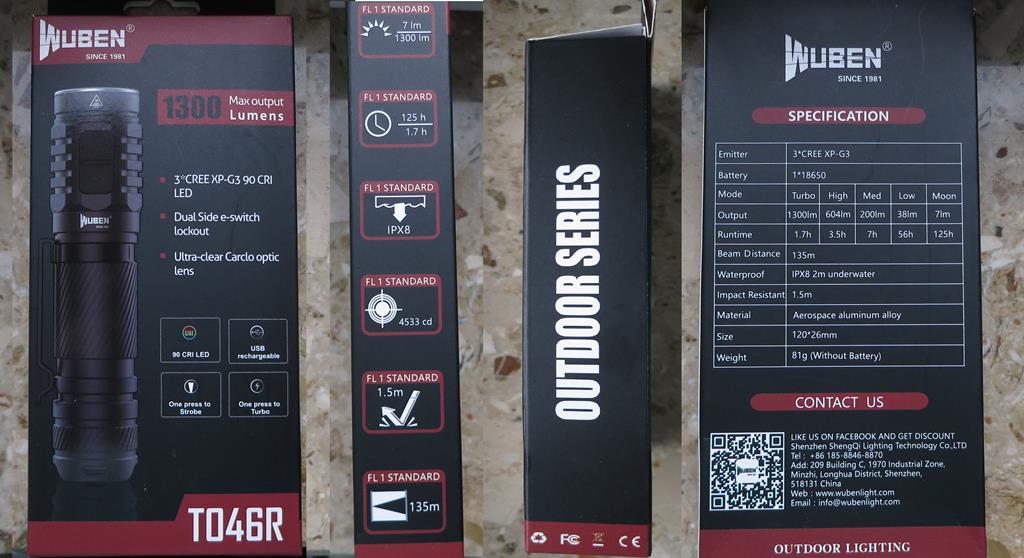 WUBEN®
SINCE 1981
1300 Max output
Lumens
3*CREE XP-G3 90 CRI
LED
Dual Side e-switch
lockout
Ultra-clear Carclo optic
lens
WUBEN
CRI
90 CRI LED
USB
rechargeable
One press to
Strobe
One press to
Turbo
TO46R
FL 1 STANDARD
7 lm
1300 lm
FL 1 STANDARD
125 h
1.7 h
FL 1 STANDARD
IPX8
FL 1 STANDARD
4533 cd
FL 1 STANDARD
1.5m
FL 1 STANDARD
135m
OUTDOOR SERIES
FC CE
WUBEN®
SINCE 1981
SPECIFICATION
Emitter 3*CREE XP-G3
Battery 1*18650
Mode Turbo High Med Low Moon
Output 1300lm 604lm 200lm 38lm 7lm
Runtime 1.7h 3.5h 7h 56h 125h
Beam Distance 135m
Waterproof IPX8 2m underwater
Impact Resistant 1.5m
Material Aerospace aluminum alloy
Size 120*26mm
Weight 81g (Without Battery)
CONTACT US
WUBEN
LIKE US ON FACEBOOK AND GET DISCOUNT
Shenzhen ShengQi Lighting Technology Co.,LTD
Tel : +86 185-8846-8870
Add: 209 Building C, 1970 Industrial Zone,
Minzhi, Longhua District, Shenzhen,
518131 China
Web : www.wubenlight.com
Email : info@wubenlight.com
OUTDOOR LIGHTING